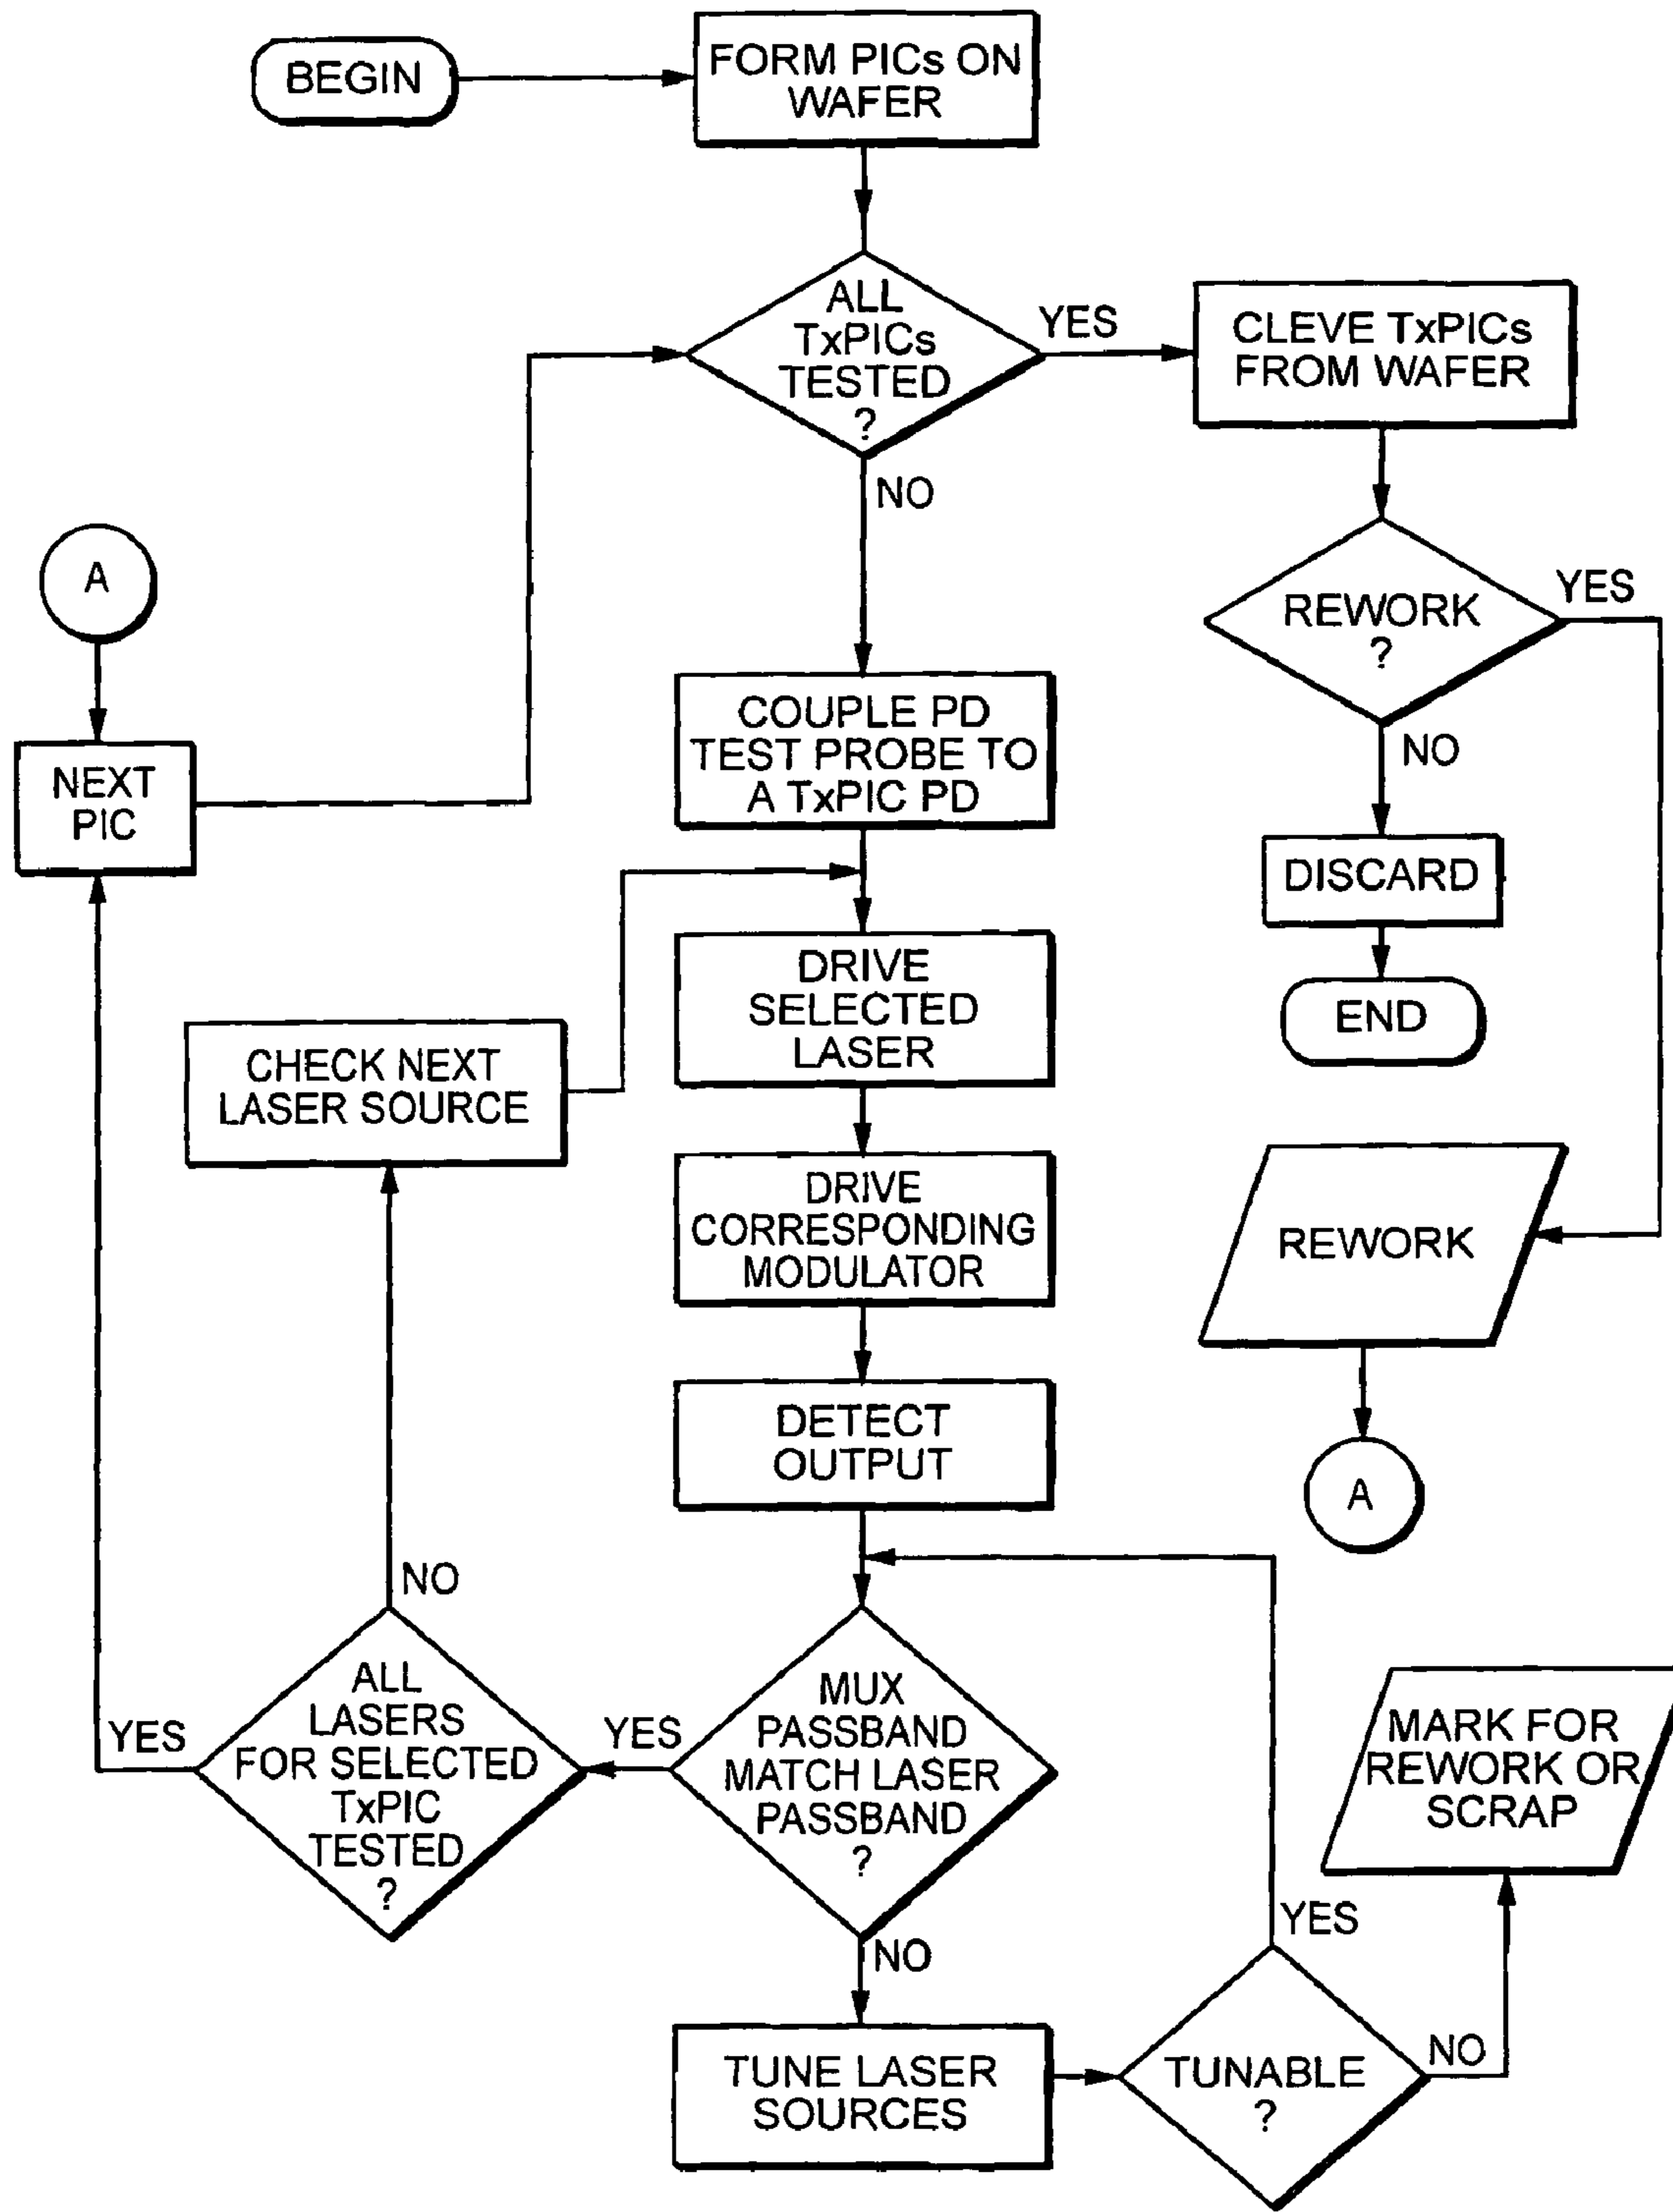 BEGIN
FORM PICs ON
WAFER
ALL
TxPICs
TESTED
?
YES
CLEVE TxPICs
FROM WAFER
NO
A
REWORK
?
YES
NEXT
PIC
COUPLE PD
TEST PROBE TO
A TxPIC PD
NO
DISCARD
DRIVE
SELECTED
LASER
END
CHECK NEXT
LASER SOURCE
DRIVE
CORRESPONDING
MODULATOR
REWORK
DETECT
OUTPUT
A
NO
ALL
LASERS
FOR SELECTED
TxPIC
TESTED
?
YES
YES
MUX
PASSBAND
MATCH LASER
PASSBAND
?
MARK FOR
REWORK OR
SCRAP
YES
NO
TUNE LASER
SOURCES
TUNABLE
?
NO